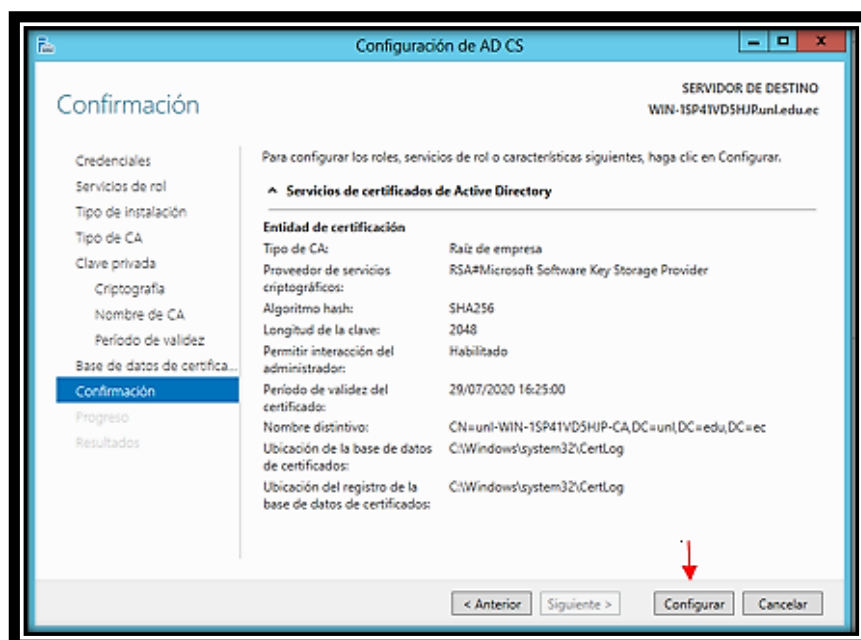 Configuración de AD CS
Confirmación
SERVIDOR DE DESTINO
WIN-1SP41VD5HJP.unl.edu.ec
Credenciales
Servicios de rol
Tipo de instalación
Tipo de CA
Clave privada
Criptografía
Nombre de CA
Período de validez
Base de datos de certifica...
Confirmación
Progreso
Resultados
Para configurar los roles, servicios de rol o características siguientes, haga clic en Configurar.
Servicios de certificados de Active Directory
Entidad de certificación
Tipo de CA: Raíz de empresa
Proveedor de servicios RSA#Microsoft Software Key Storage Provider
criptográficos:
Algoritmo hash: SHA256
Longitud de la clave: 2048
Permitir interacción del Habilitado
administrador:
Período de validez del 29/07/2020 16:25:00
certificado:
Nombre distintivo: CN=unl-WIN-1SP41VD5HJP-CA,DC=unl,DC=edu,DC=ec
Ubicación de la base de datos C:\Windows\system32\CertLog
de certificados:
Ubicación del registro de la C:\Windows\system32\CertLog
base de datos de certificados:
< Anterior Siguiente > Configurar Cancelar